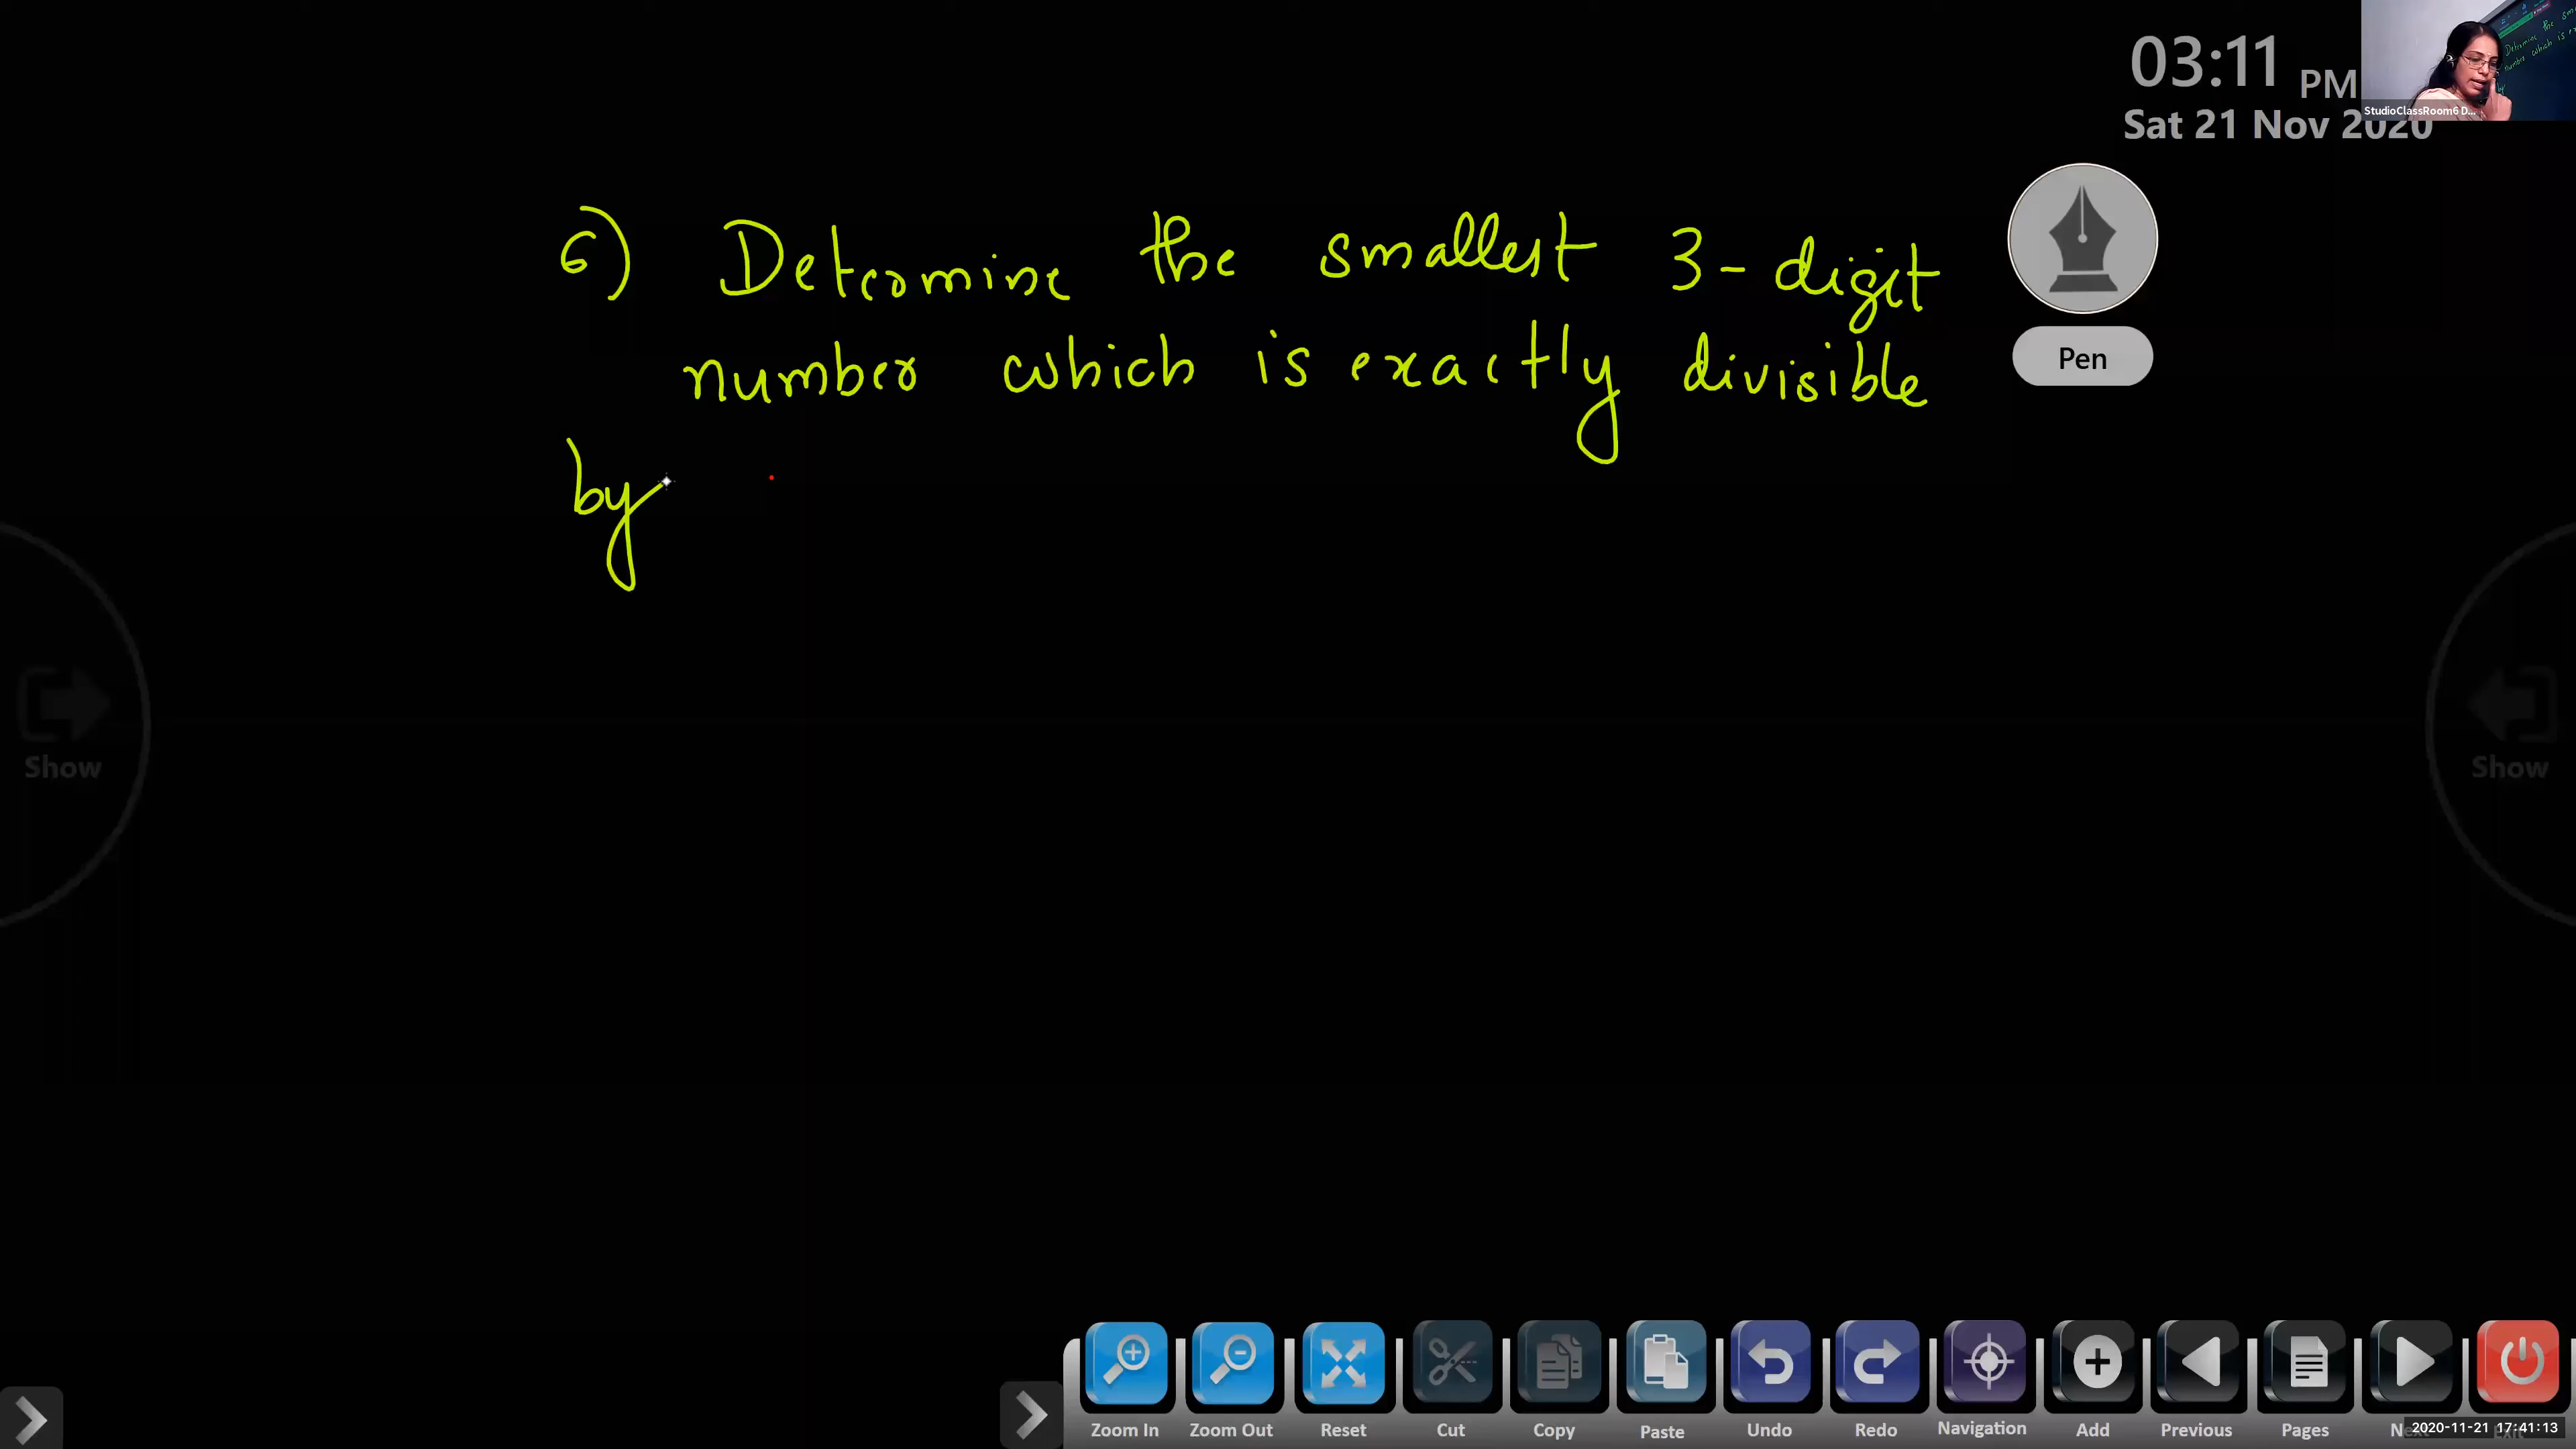 03:11 PM
Sat 21 Nov 2020
StudioClassRoom6 D...
6) Determine the smallest 3-digit
number which is exactly divisible
by
Pen
Show
Show
Zoom In Zoom Out Reset Cut Copy Paste Undo Redo Navigation Add Previous Pages
2020-11-21 17:41:13